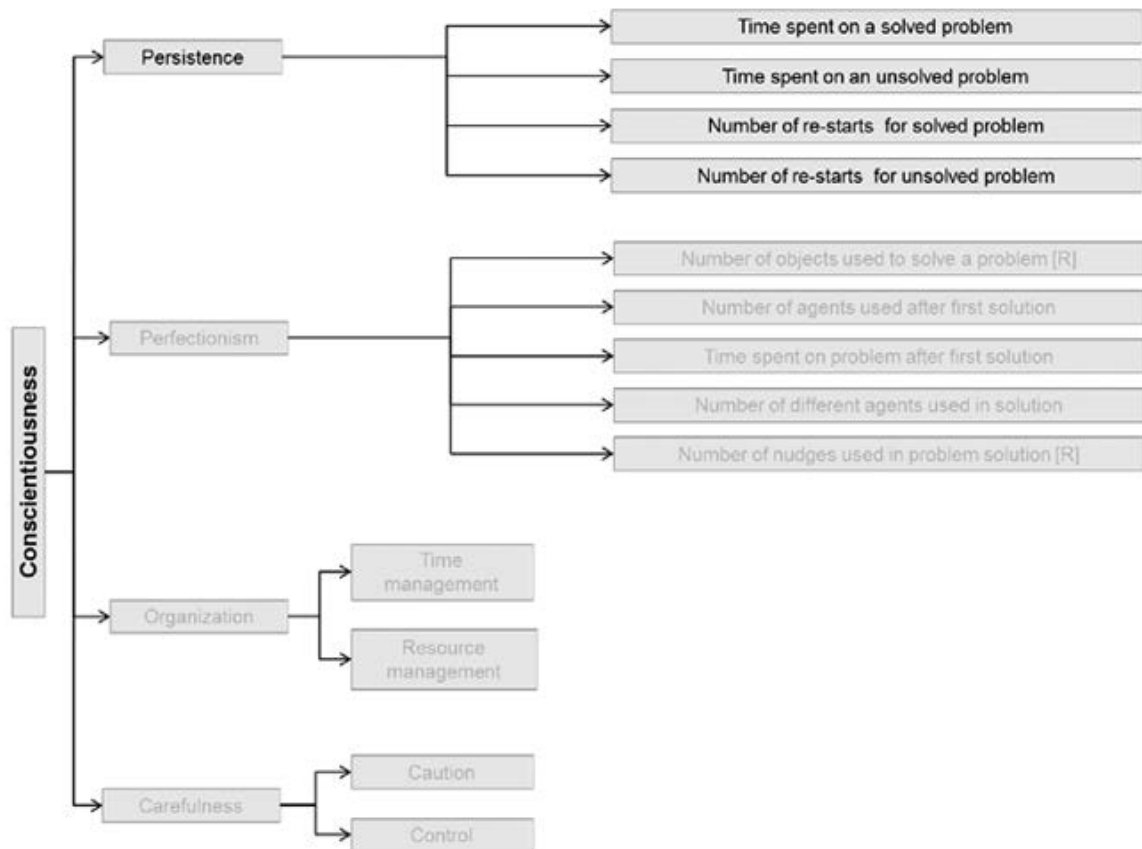 Conscientiousness
Persistence
Time spent on a solved problem
Time spent on an unsolved problem
Number of re-starts for solved problem
Number of re-starts for unsolved problem
Perfectionism
Number of objects used to solve a problem [R]
Number of agents used after first solution
Time spent on problem after first solution
Number of different agents used in solution
Number of nudges used in problem solution [R]
Organization
Time
management
Resource
management
Carefulness
Caution
Control